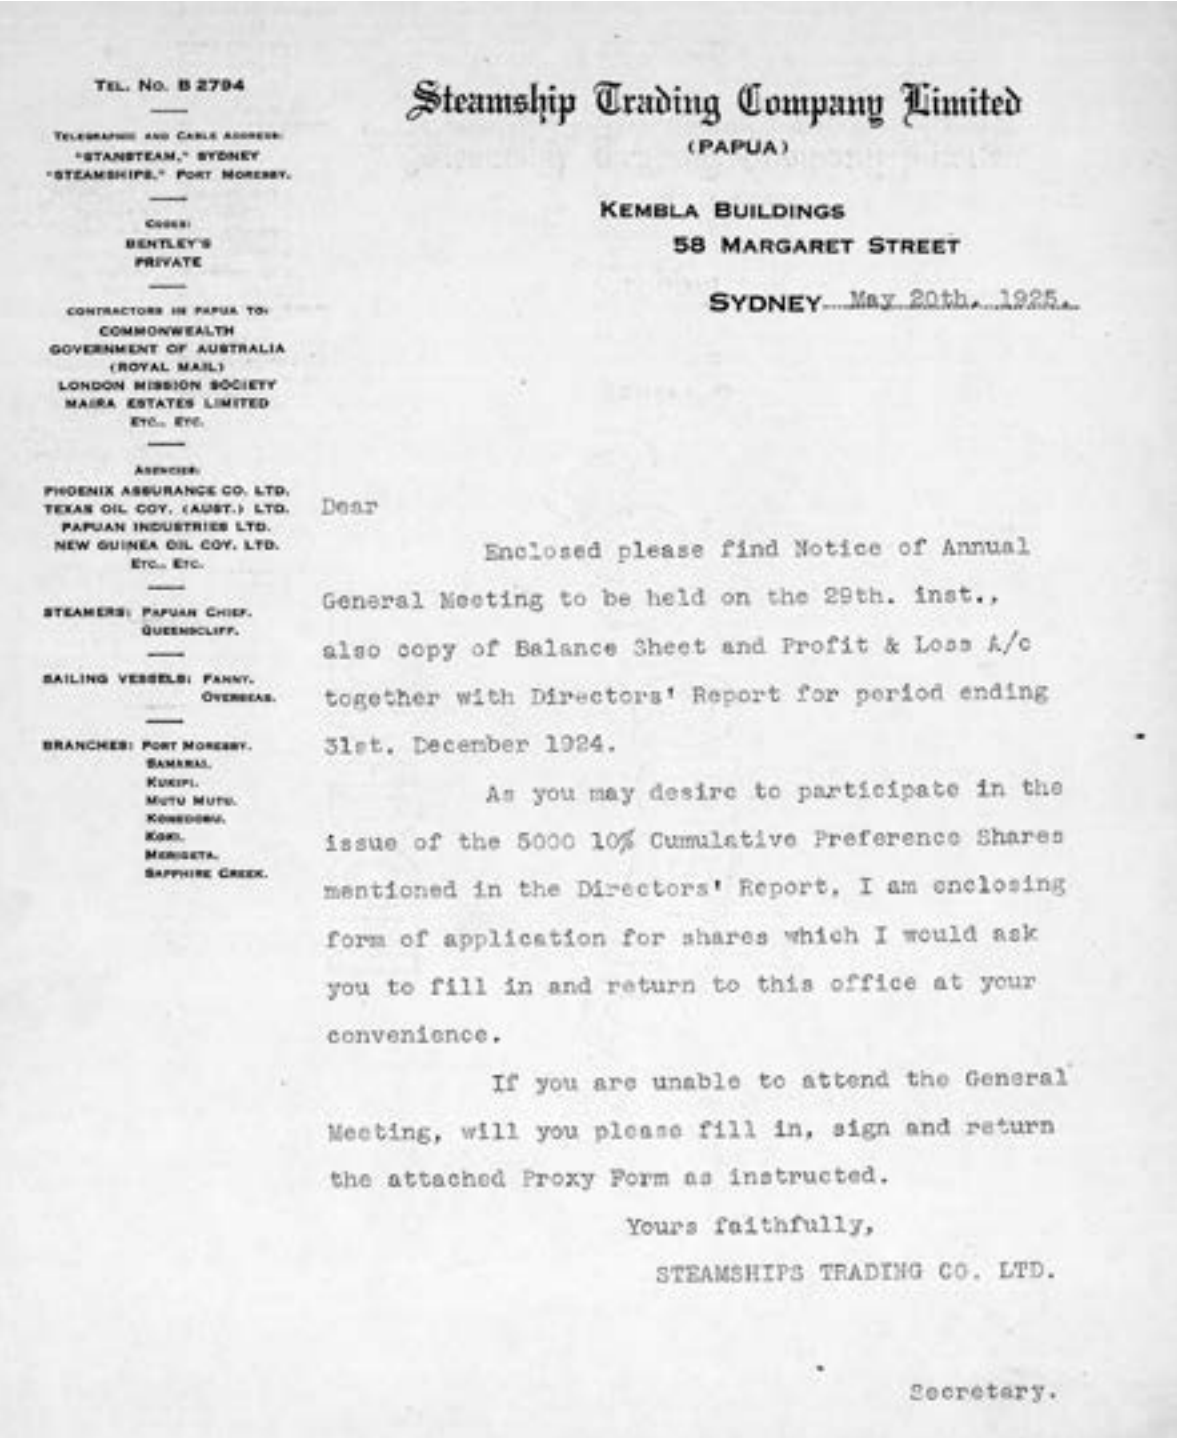 TEL. No. B 2794
TELEGRAPHIC AND CABLE ADDRESS:
"STANSTEAM," SYDNEY
"STEAMSHIPS," PORT MORESBY.
CODES:
BENTLEY'S
PRIVATE
CONTRACTORS IN PAPUA TO:
COMMONWEALTH
GOVERNMENT OF AUSTRALIA
(ROYAL MAIL)
LONDON MISSION SOCIETY
MAIRA ESTATES LIMITED
ETC., ETC.
AGENCIES:
PHOENIX ASSURANCE CO. LTD.
TEXAS OIL COY. (AUST.) LTD.
PAPUAN INDUSTRIES LTD.
NEW GUINEA OIL COY. LTD.
ETC., ETC.
STEAMERS: PAPUAN CHIEF.
QUEENSCLIFF.
SAILING VESSELS: FANNY.
OVERSEAS.
BRANCHES: PORT MORESBY.
SAMARAI.
KUKIPI.
MUTU MUTU.
KONEDOBU.
KOKI.
MERIGETA.
SAPPHIRE CREEK.
Steamship Trading Company Limited
(PAPUA)
KEMBLA BUILDINGS
58 MARGARET STREET
SYDNEY May 20th. 1925.
Dear
Enclosed please find Notice of Annual
General Meeting to be held on the 29th. inst.,
also copy of Balance Sheet and Profit & Loss A/c
together with Directors' Report for period ending
31st. December 1924.
As you may desire to participate in the
issue of the 5000 10% Cumulative Preference Shares
mentioned in the Directors' Report, I am enclosing
form of application for shares which I would ask
you to fill in and return to this office at your
convenience.
If you are unable to attend the General
Meeting, will you please fill in, sign and return
the attached Proxy Form as instructed.
Yours faithfully,
STEAMSHIPS TRADING CO. LTD.
Secretary.